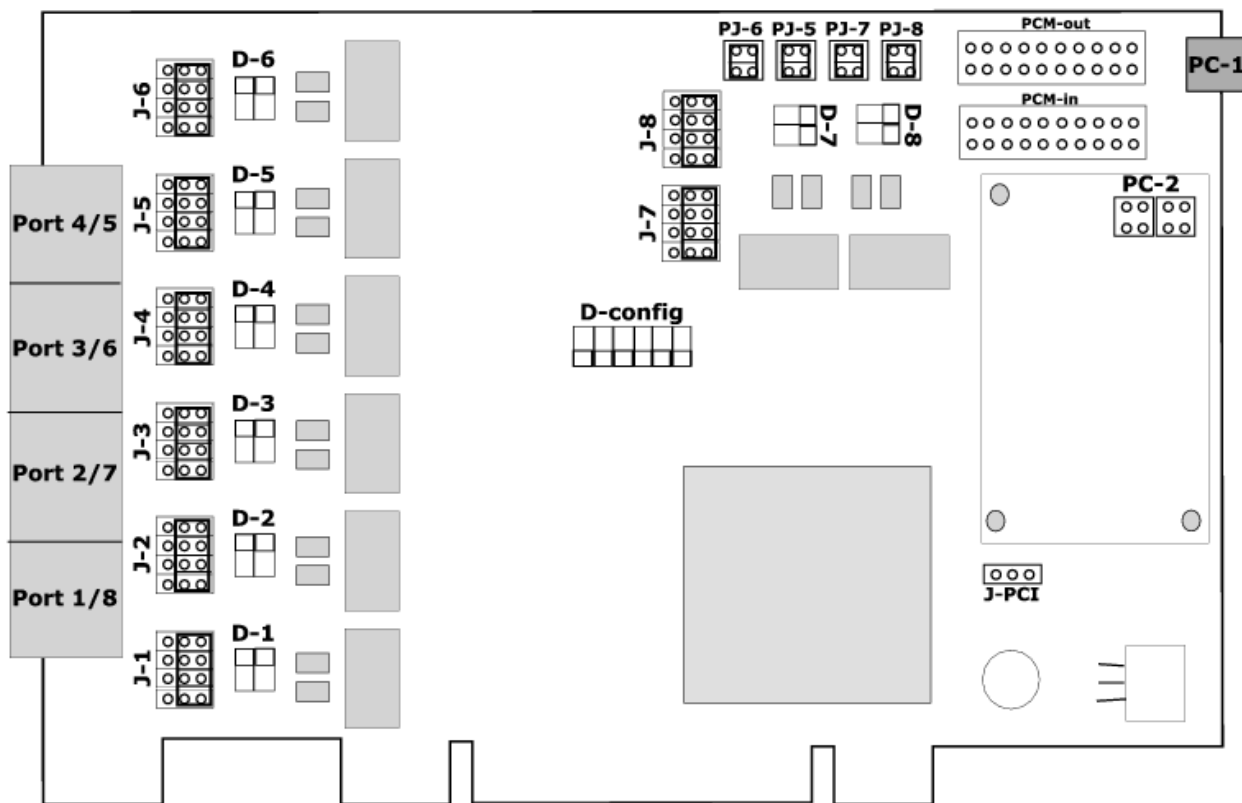 PJ-6 PJ-5 PJ-7 PJ-8
PCM-out
PC-1
D-6
J-6
PCM-in
J-8
D-7
D-8
Port 4/5
D-5
J-5
J-7
PC-2
Port 3/6
D-4
J-4
D-config
Port 2/7
D-3
J-3
Port 1/8
D-2
J-2
J-PCI
D-1
J-1